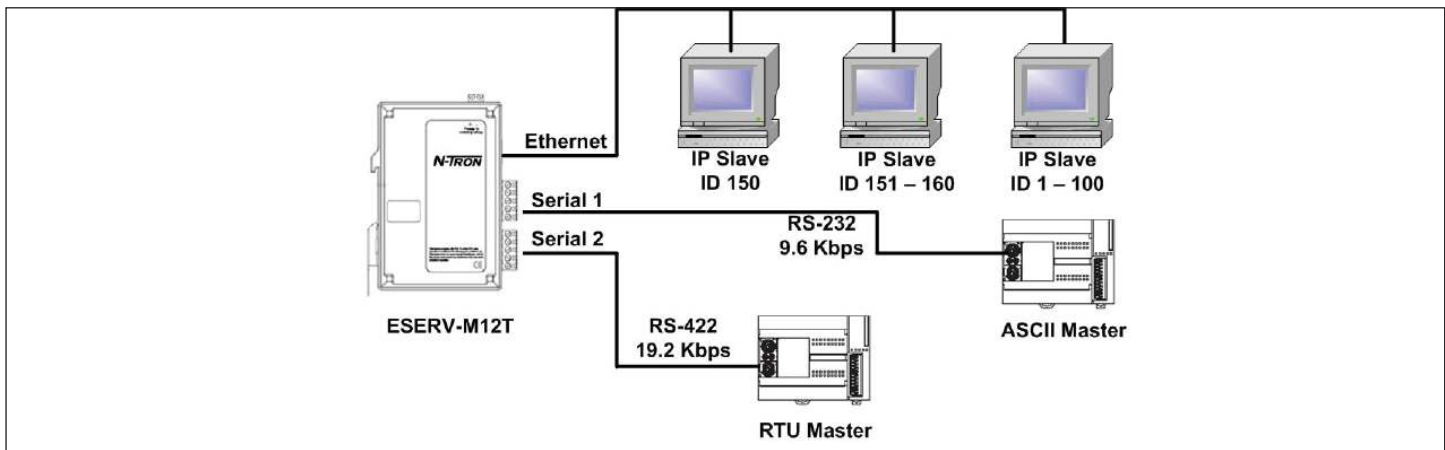 N-TRON
Ethernet
Serial 1
Serial 2
ESERV-M12T
IP Slave
ID 150
IP Slave
ID 151 – 160
IP Slave
ID 1 – 100
RS-232
9.6 Kbps
ASCII Master
RS-422
19.2 Kbps
RTU Master